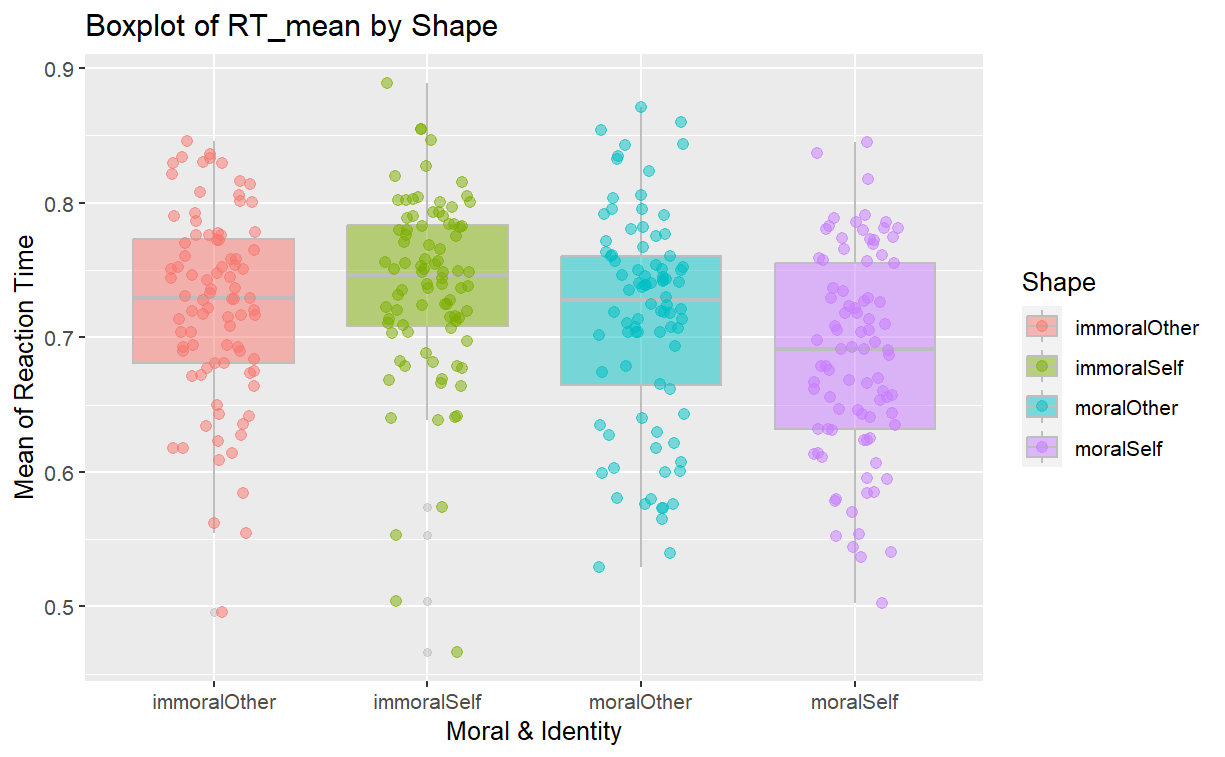 Boxplot of RT_mean by Shape
Mean of Reaction Time
0.9
0.8
0.7
0.6
0.5
immoralOther
immoralSelf
moralOther
moralSelf
Moral & Identity
Shape
immoralOther
immoralSelf
moralOther
moralSelf